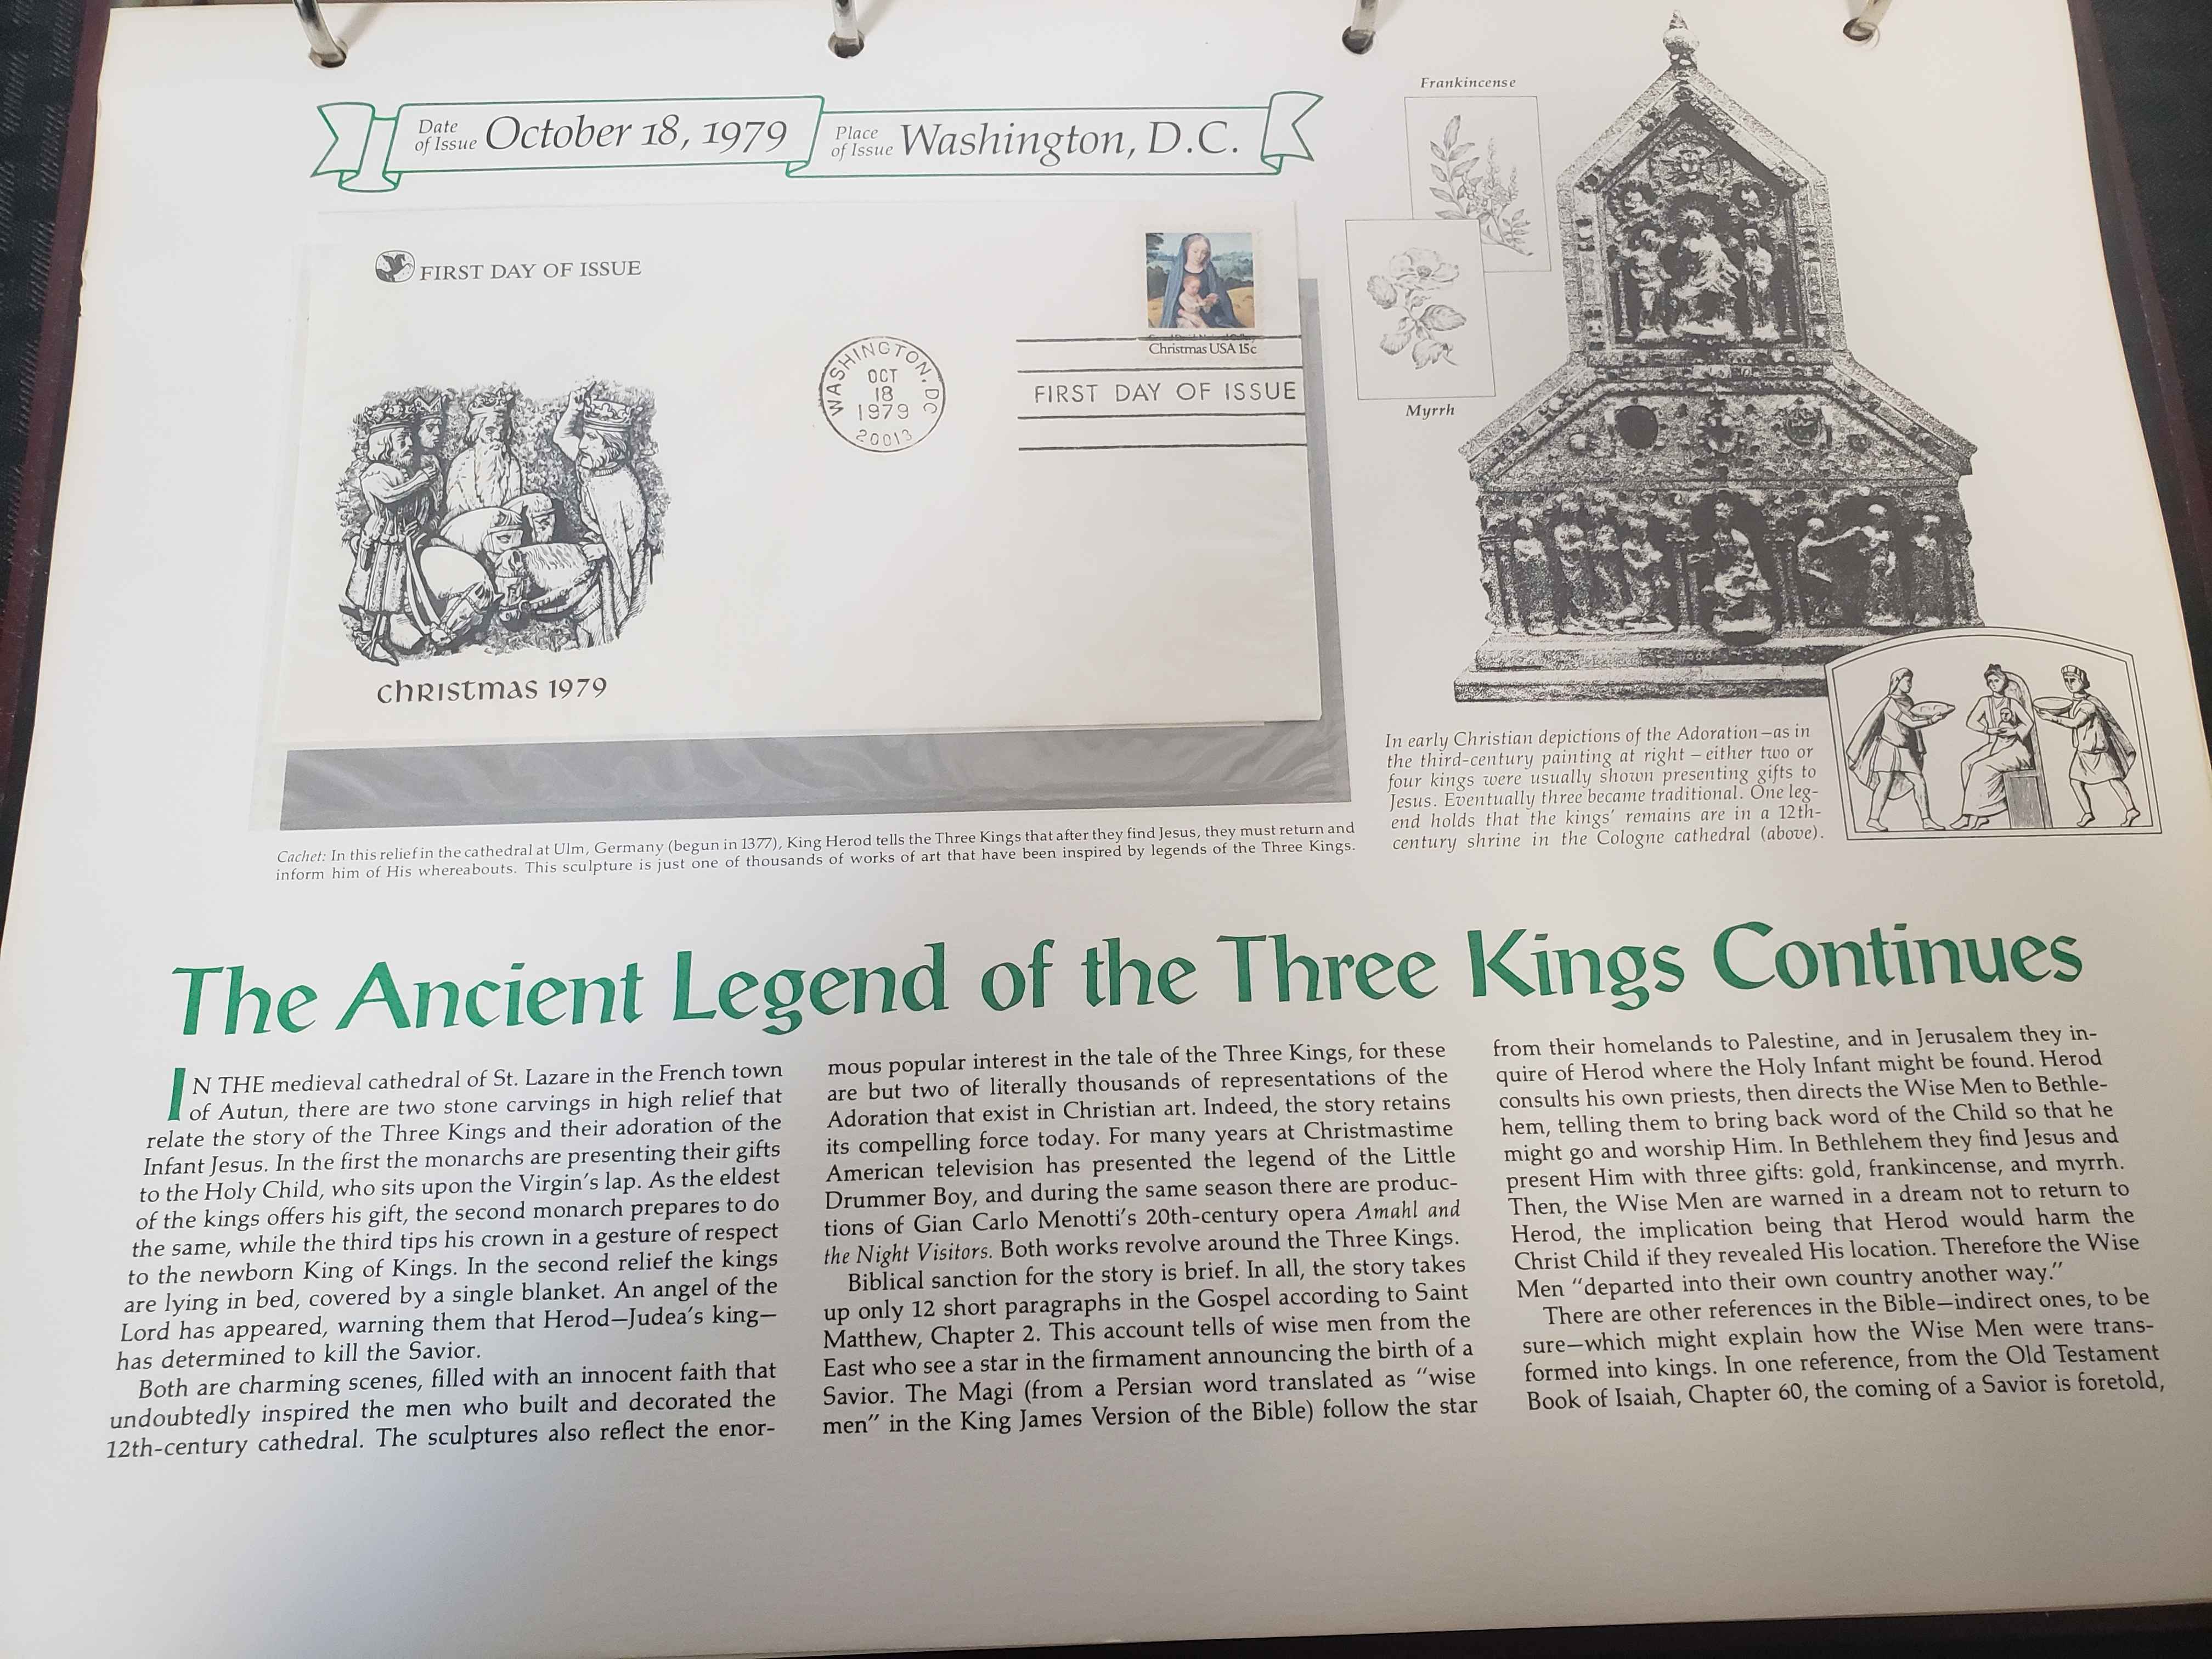 Date
of Issue October 18, 1979
Place
of Issue Washington, D.C.
FIRST DAY OF ISSUE
WASHINGTON, DC
OCT
18
1979
20013
Christmas USA 15c
FIRST DAY OF ISSUE
Christmas 1979
Frankincense
Myrrh
Cachet: In this relief in the cathedral at Ulm, Germany (begun in 1377), King Herod tells the Three Kings that after they find Jesus, they must return and
inform him of His whereabouts. This sculpture is just one of thousands of works of art that have been inspired by legends of the Three Kings.
In early Christian depictions of the Adoration—as in
the third-century painting at right—either two or
four kings were usually shown presenting gifts to
Jesus. Eventually three became traditional. One leg-
end holds that the kings' remains are in a 12th-
century shrine in the Cologne cathedral (above).
The Ancient Legend of the Three Kings Continues
IN THE medieval cathedral of St. Lazare in the French town
of Autun, there are two stone carvings in high relief that
relate the story of the Three Kings and their adoration of the
Infant Jesus. In the first the monarchs are presenting their gifts
to the Holy Child, who sits upon the Virgin's lap. As the eldest
of the kings offers his gift, the second monarch prepares to do
the same, while the third tips his crown in a gesture of respect
to the newborn King of Kings. In the second relief the kings
are lying in bed, covered by a single blanket. An angel of the
Lord has appeared, warning them that Herod—Judea's king—
has determined to kill the Savior.
Both are charming scenes, filled with an innocent faith that
undoubtedly inspired the men who built and decorated the
12th-century cathedral. The sculptures also reflect the enor-
mous popular interest in the tale of the Three Kings, for these
are but two of literally thousands of representations of the
Adoration that exist in Christian art. Indeed, the story retains
its compelling force today. For many years at Christmastime
American television has presented the legend of the Little
Drummer Boy, and during the same season there are produc-
tions of Gian Carlo Menotti's 20th-century opera Amahl and
the Night Visitors. Both works revolve around the Three Kings.
Biblical sanction for the story is brief. In all, the story takes
up only 12 short paragraphs in the Gospel according to Saint
Matthew, Chapter 2. This account tells of wise men from the
East who see a star in the firmament announcing the birth of a
Savior. The Magi (from a Persian word translated as "wise
men" in the King James Version of the Bible) follow the star
from their homelands to Palestine, and in Jerusalem they in-
quire of Herod where the Holy Infant might be found. Herod
consults his own priests, then directs the Wise Men to Bethle-
hem, telling them to bring back word of the Child so that he
might go and worship Him. In Bethlehem they find Jesus and
present Him with three gifts: gold, frankincense, and myrrh.
Then, the Wise Men are warned in a dream not to return to
Herod, the implication being that Herod would harm the
Christ Child if they revealed His location. Therefore the Wise
Men "departed into their own country another way."
There are other references in the Bible—indirect ones, to be
sure—which might explain how the Wise Men were trans-
formed into kings. In one reference, from the Old Testament
Book of Isaiah, Chapter 60, the coming of a Savior is foretold,